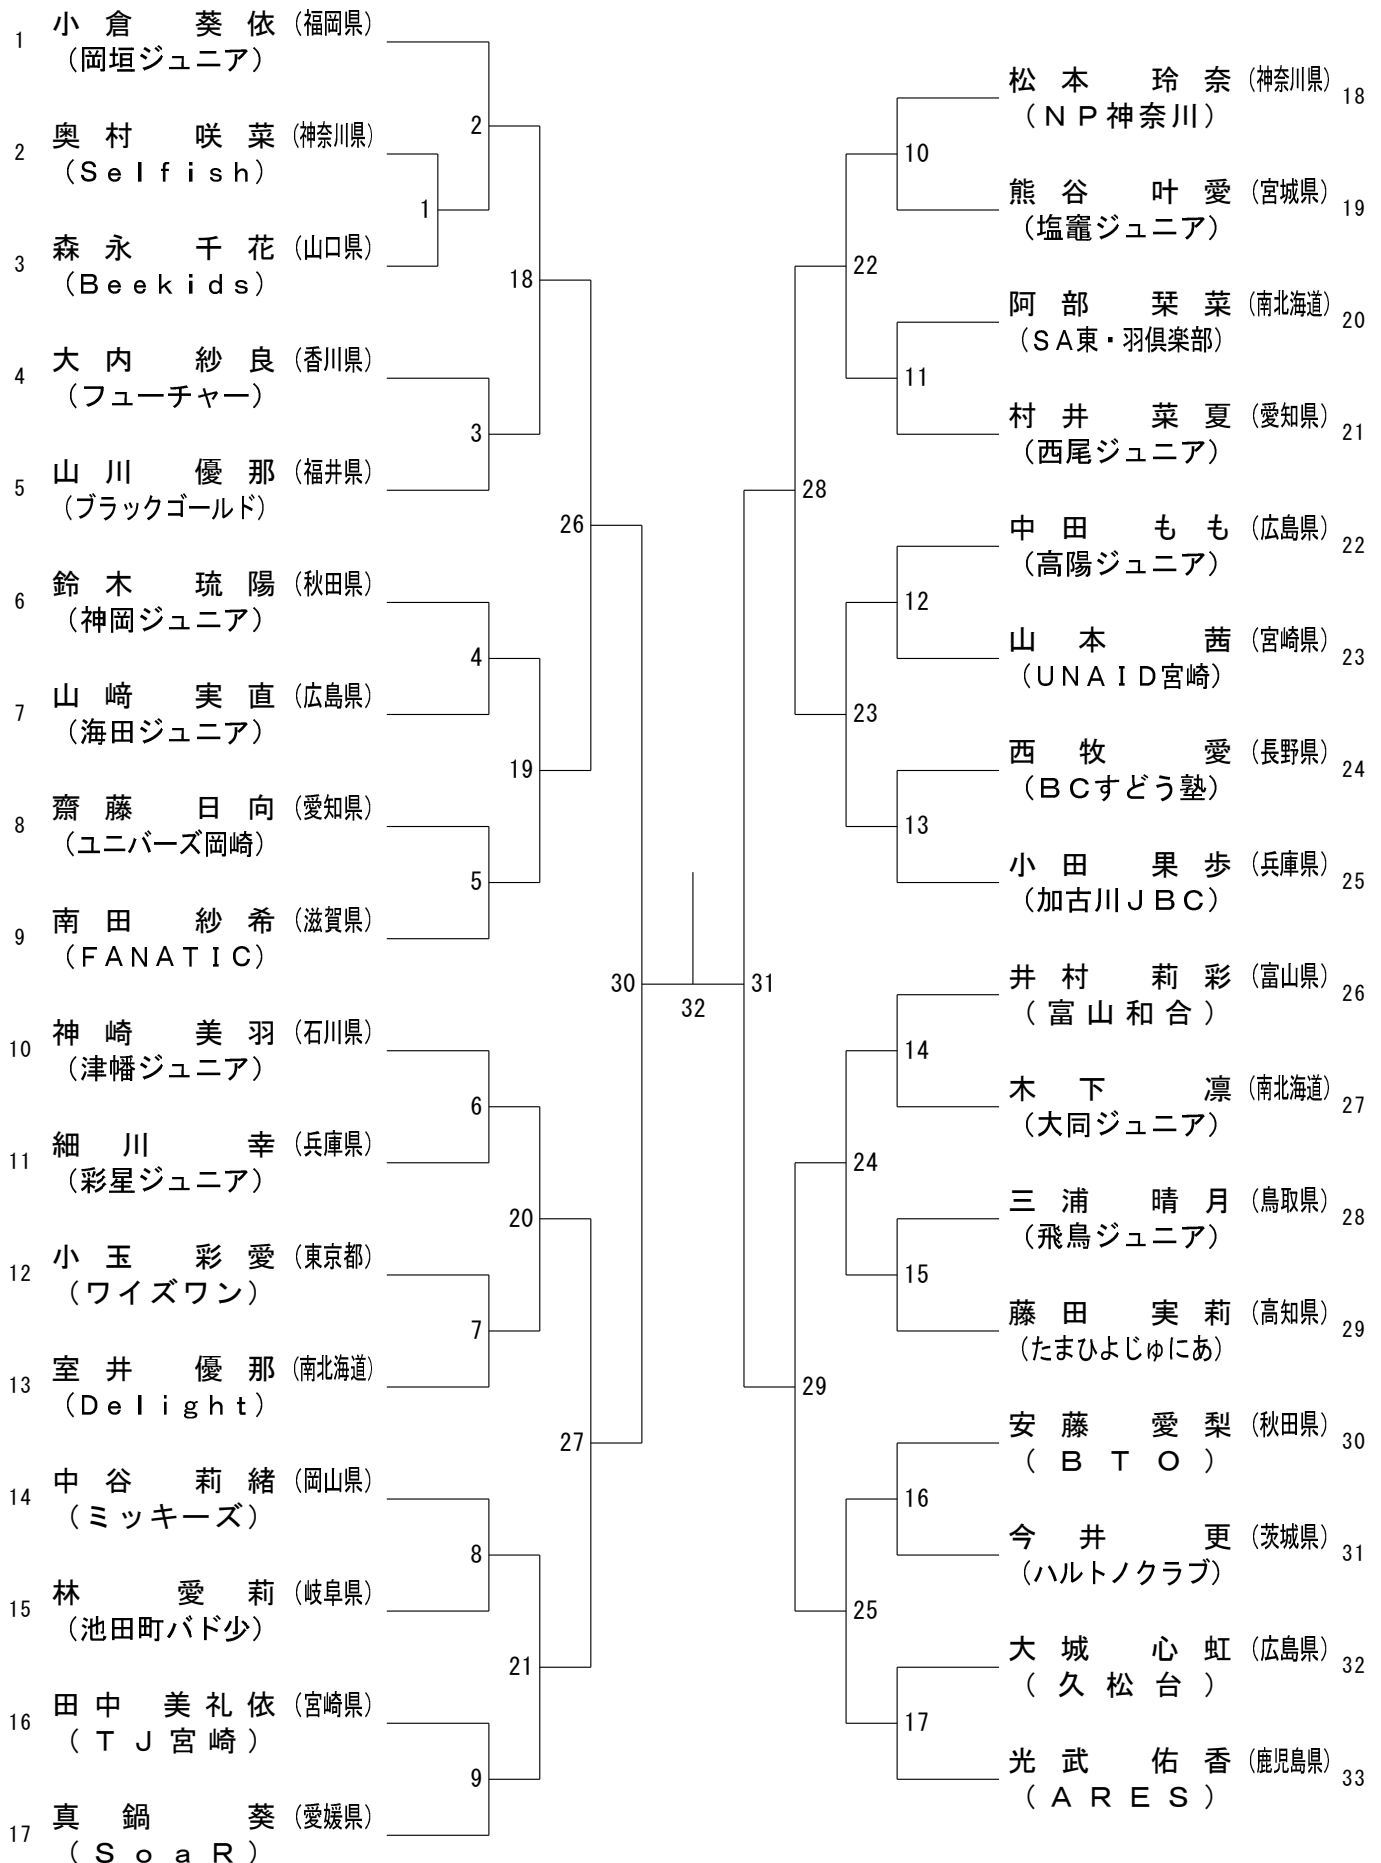 1 小倉 葵依 (福岡県)
(岡垣ジュニア)
2 奥村 咲菜 (神奈川県)
(Selfish)
3 森永 千花 (山口県)
(Beekids)
4 大内 紗良 (香川県)
(フューチャー)
5 山川 優那 (福井県)
(ブラックゴールド)
6 鈴木 琉陽 (秋田県)
(神岡ジュニア)
7 山﨑 実直 (広島県)
(海田ジュニア)
8 齋藤 日向 (愛知県)
(ユニバーズ岡崎)
9 南田 紗希 (滋賀県)
(FANATIC)
10 神崎 美羽 (石川県)
(津幡ジュニア)
11 細川 幸 (兵庫県)
(彩星ジュニア)
12 小玉 彩愛 (東京都)
(ワイズワン)
13 室井 優那 (南北海道)
(Delight)
14 中谷 莉緒 (岡山県)
(ミッキーズ)
15 林 愛莉 (岐阜県)
(池田町バド少)
16 田中 美礼依 (宮崎県)
(TJ宮崎)
17 真鍋 葵 (愛媛県)
(SoaR)
1
2
3
4
5
6
7
8
9
18
19
20
21
26
27
30
32
31
28
29
22
23
24
25
10
11
12
13
14
15
16
17
松本 玲奈 (神奈川県) 18
(NP神奈川)
熊谷 叶愛 (宮城県) 19
(塩竈ジュニア)
阿部 栞菜 (南北海道) 20
(SA東・羽倶楽部)
村井 菜夏 (愛知県) 21
(西尾ジュニア)
中田 もも (広島県) 22
(高陽ジュニア)
山本 茜 (宮崎県) 23
(UNAID宮崎)
西牧 愛 (長野県) 24
(BCすどう塾)
小田 果歩 (兵庫県) 25
(加古川JBC)
井村 莉彩 (富山県) 26
(富山和合)
木下 凛 (南北海道) 27
(大同ジュニア)
三浦 晴月 (鳥取県) 28
(飛鳥ジュニア)
藤田 実莉 (高知県) 29
(たまひよじゅにあ)
安藤 愛梨 (秋田県) 30
(BTO)
今井 更 (茨城県) 31
(ハルトノクラブ)
大城 心虹 (広島県) 32
(久松台)
光武 佑香 (鹿児島県) 33
(ARES)